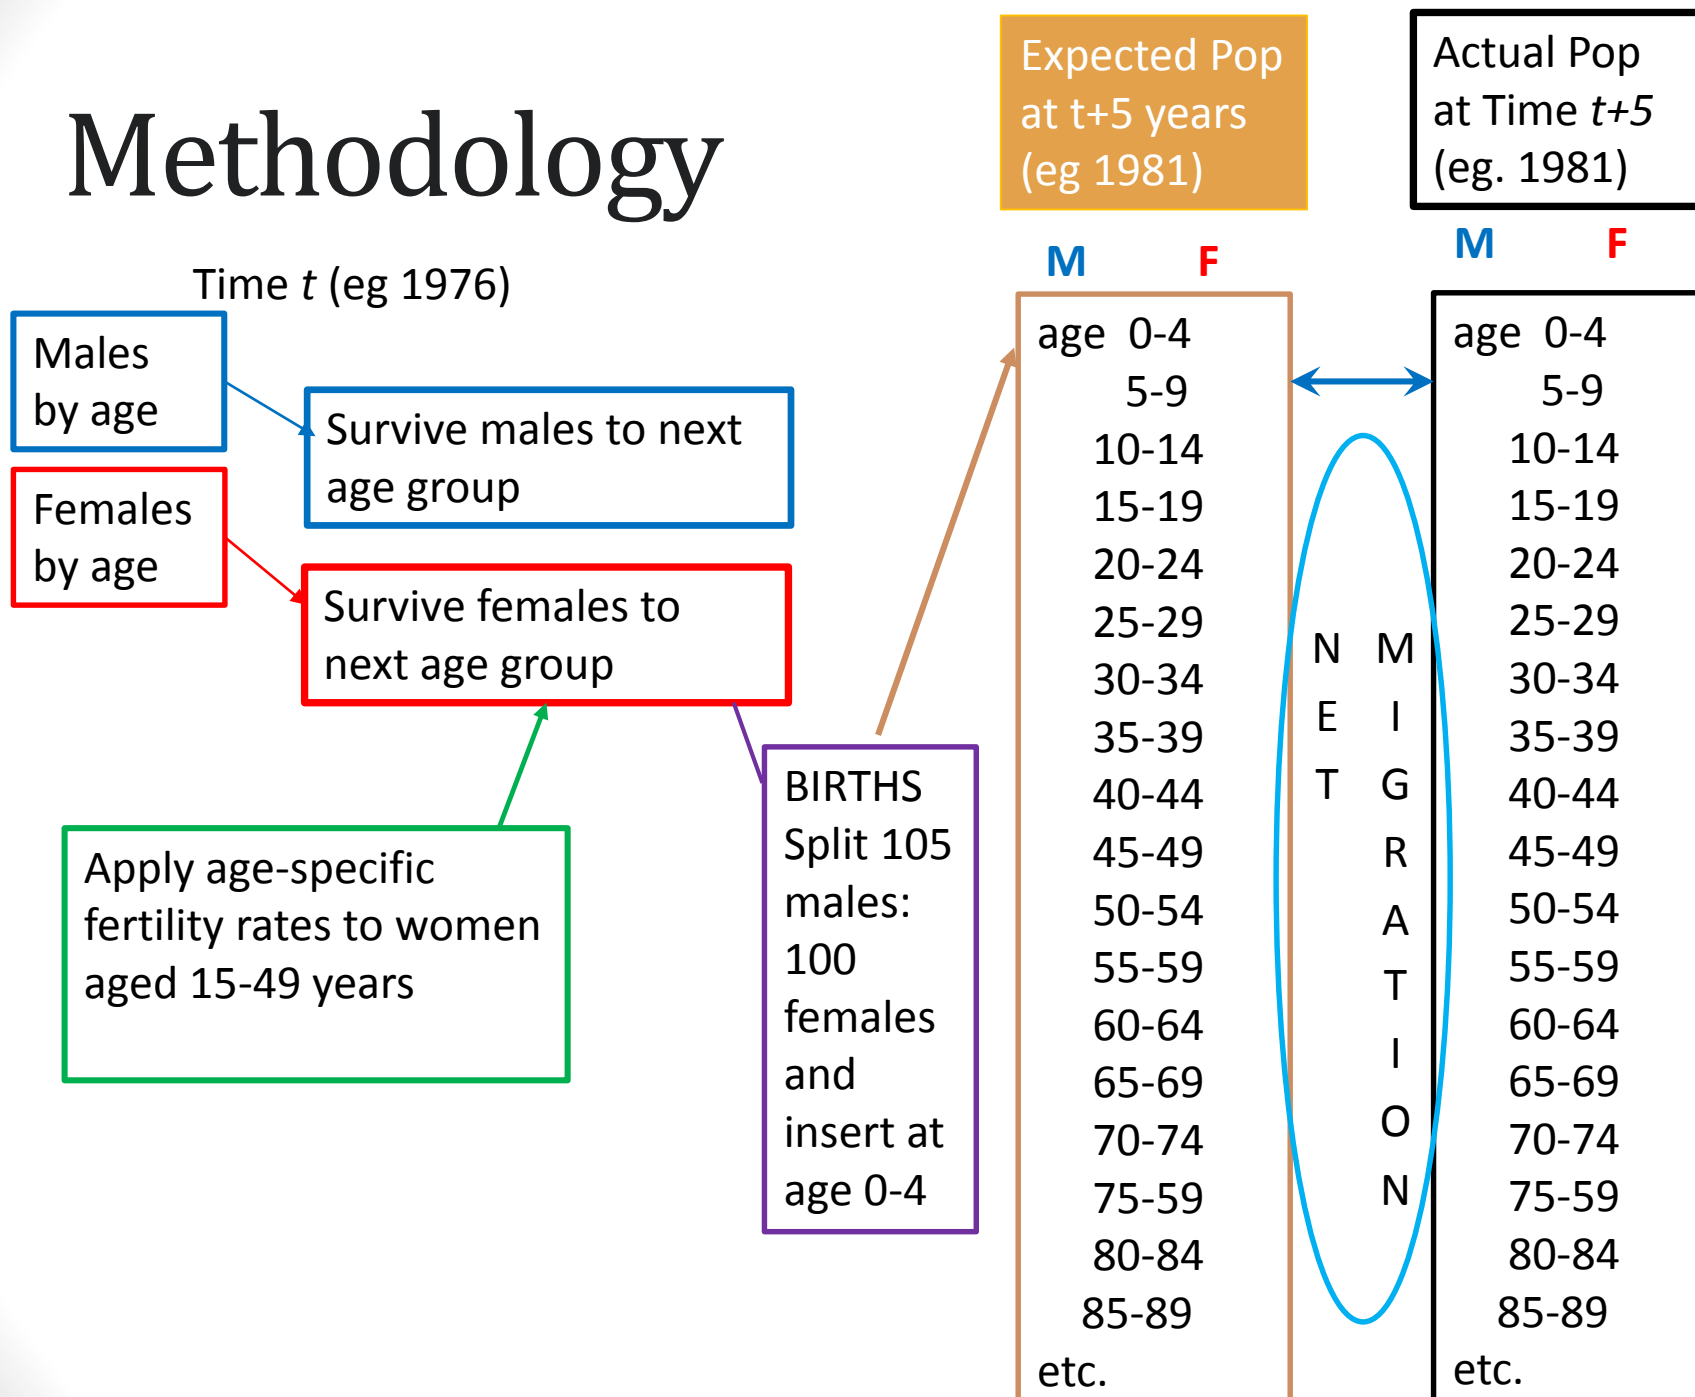 Methodology
Time t (eg 1976)
Males
by age
Survive males to next
age group
Females
by age
Survive females to
next age group
Apply age-specific
fertility rates to women
aged 15-49 years
BIRTHS
Split 105
males:
100
females
and
insert at
age 0-4
Expected Pop
at t+5 years
(eg 1981)
M F
age 0-4
5-9
10-14
15-19
20-24
25-29
30-34
35-39
40-44
45-49
50-54
55-59
60-64
65-69
70-74
75-59
80-84
85-89
etc.
NET
MIGRATION
Actual Pop
at Time t+5
(eg. 1981)
M F
age 0-4
5-9
10-14
15-19
20-24
25-29
30-34
35-39
40-44
45-49
50-54
55-59
60-64
65-69
70-74
75-59
80-84
85-89
etc.